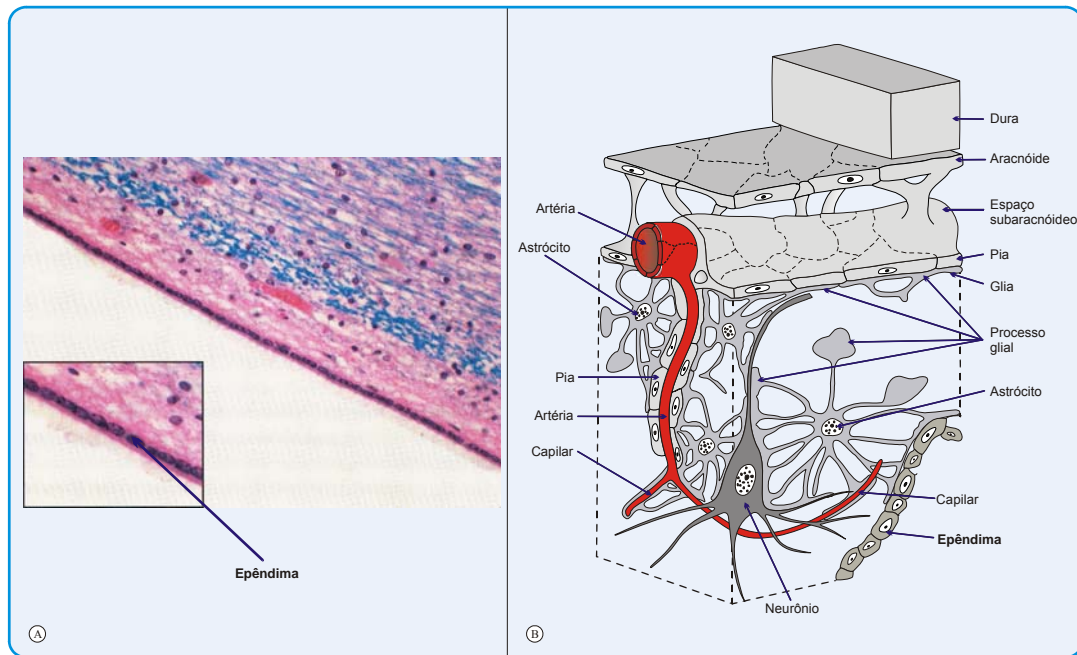 Epêndima
A
Dura
Aracnóide
Espaço
subaracnóideo
Artéria
Astrócito
Pia
Glia
Processo
glial
Pia
Astrócito
Artéria
Capilar
Capilar
Epêndima
Neurônio
B